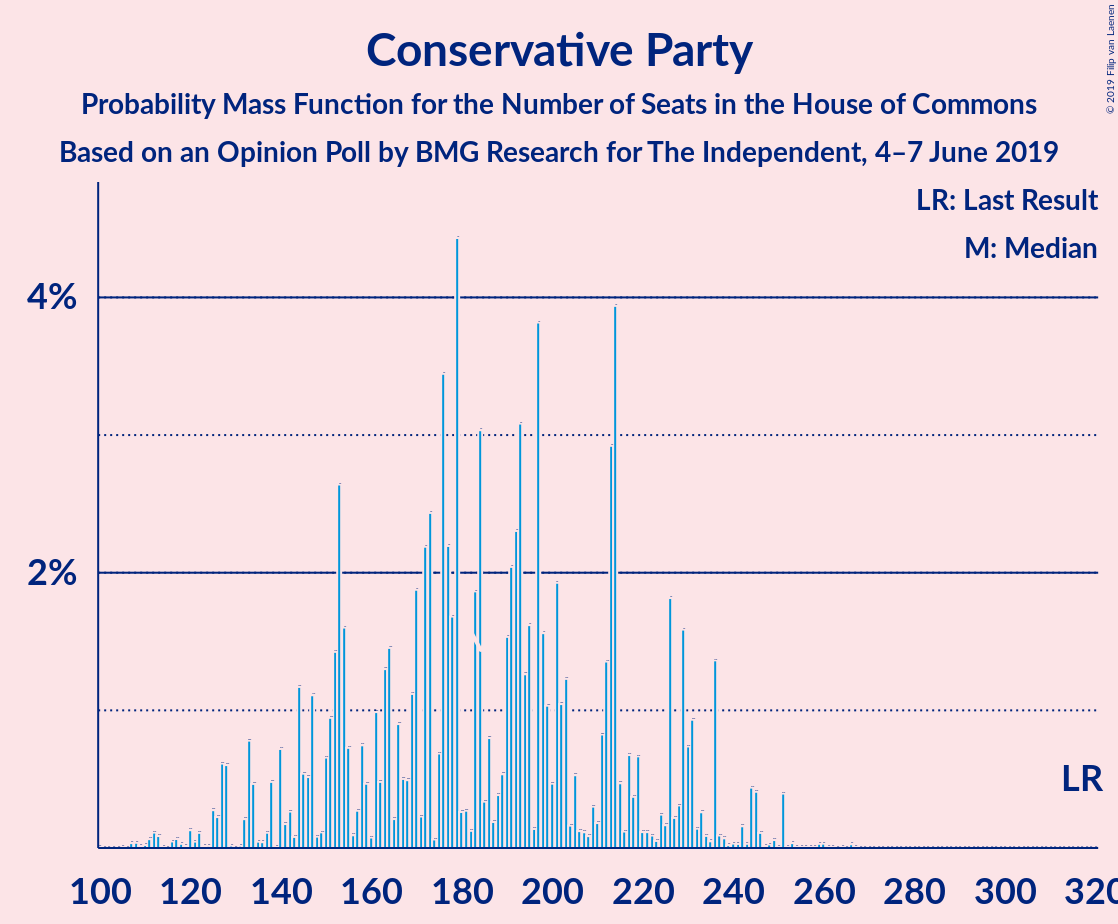 Conservative Party
Probability Mass Function for the Number of Seats in the House of Commons
Based on an Opinion Poll by BMG Research for The Independent, 4–7 June 2019
© 2019 Filip van Laenen
LR: Last Result
M: Median
4%
2%
LR
100 120 140 160 180 200 220 240 260 280 300 320